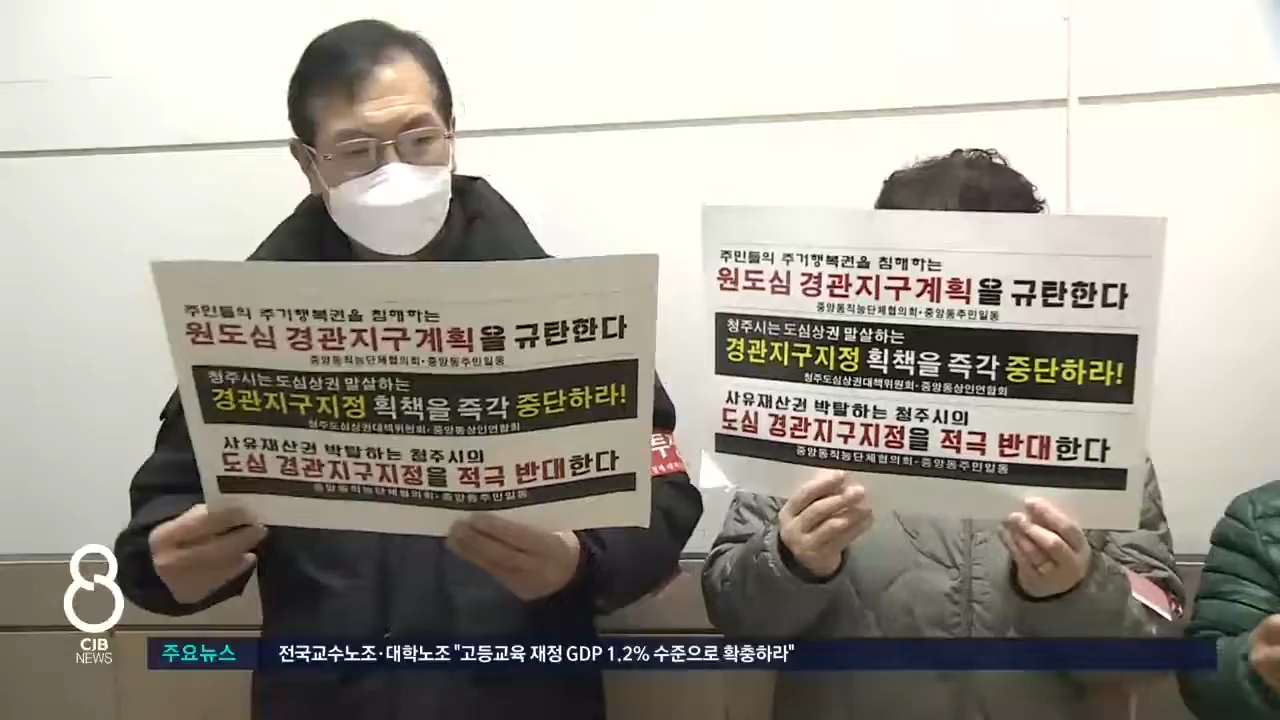 주민들의 주거행복권을 침해하는
원도심 경관지구계획을 규탄한다
중앙동직능단체협의회·중앙동주민일동
청주시는 도심상권 말살하는
경관지구지정 획책을 즉각 중단하라!
청주도심상권대책위원회·중앙동상인연합회
사유재산권 박탈하는 청주시의
도심 경관지구지정을 적극 반대한다
중앙동직능단체협의회·중앙동주민일동
주민들의 주거행복권을 침해하는
원도심 경관지구계획을 규탄한다
중앙동직능단체협의회·중앙동주민일동
청주시는 도심상권 말살하는
경관지구지정 획책을 즉각 중단하라!
청주도심상권대책위원회·중앙동상인연합회
사유재산권 박탈하는 청주시의
도심 경관지구지정을 적극 반대한다
중앙동직능단체협의회·중앙동주민일동
투
8
CJB
NEWS
주요뉴스
전국교수노조·대학노조 "고등교육 재정 GDP 1.2% 수준으로 확충하라"